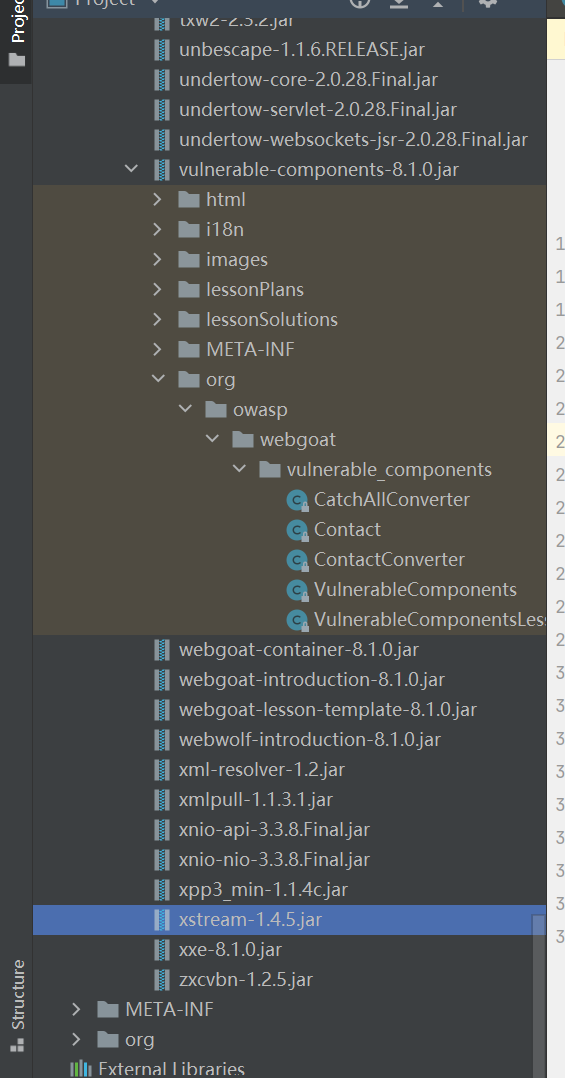 Project
Project
txw2-2.3.2.jar
unbescape-1.1.6.RELEASE.jar
undertow-core-2.0.28.Final.jar
undertow-servlet-2.0.28.Final.jar
undertow-websockets-jsr-2.0.28.Final.jar
vulnerable-components-8.1.0.jar
html
i18n
images
lessonPlans
lessonSolutions
META-INF
org
owasp
webgoat
vulnerable_components
CatchAllConverter
Contact
ContactConverter
VulnerableComponents
VulnerableComponentsLes
webgoat-container-8.1.0.jar
webgoat-introduction-8.1.0.jar
webgoat-lesson-template-8.1.0.jar
webwolf-introduction-8.1.0.jar
xml-resolver-1.2.jar
xmlpull-1.1.3.1.jar
xnio-api-3.3.8.Final.jar
xnio-nio-3.3.8.Final.jar
xpp3_min-1.1.4c.jar
xstream-1.4.5.jar
xxe-8.1.0.jar
zxcvbn-1.2.5.jar
META-INF
org
External Libraries
Structure
1
1
1
2
2
2
2
2
2
2
2
2
2
3
3
3
3
3
3
3
3
3